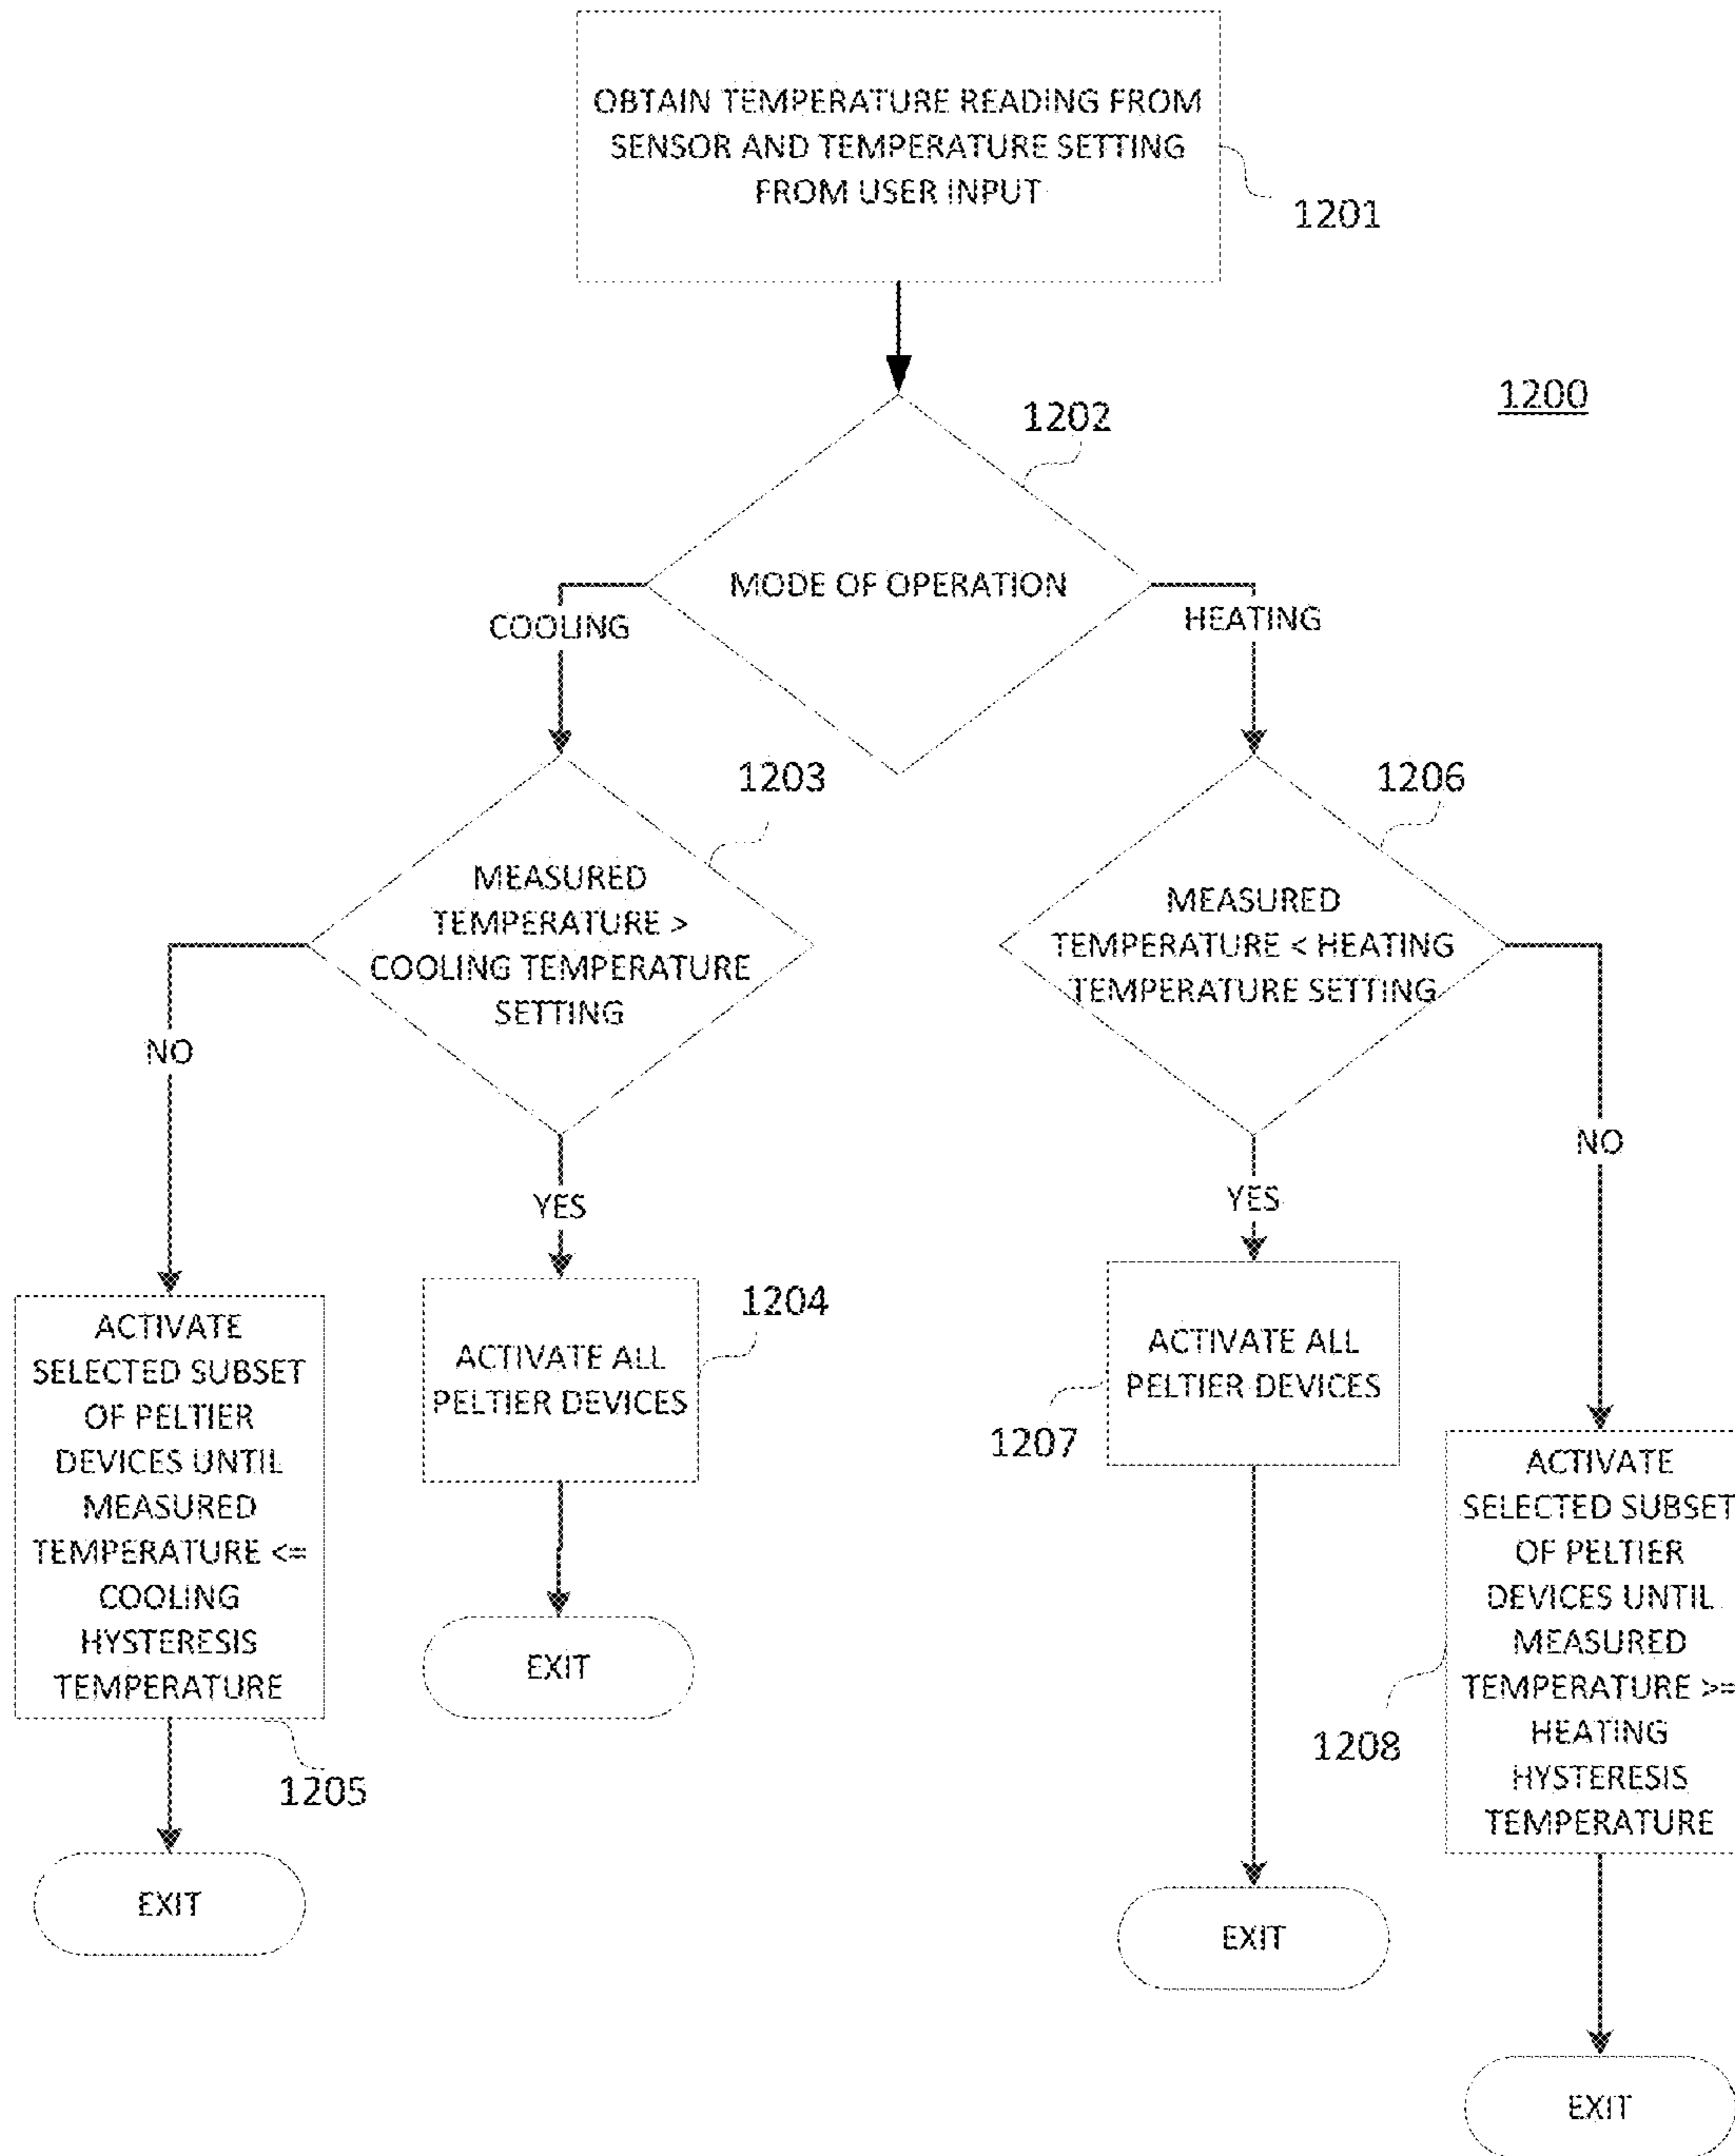 OBTAIN TEMPERATURE READING FROM
SENSOR AND TEMPERATURE SETTING
FROM USER INPUT
1201
1200
1202
MODE OF OPERATION
COOLING
HEATING
1203
MEASURED
TEMPERATURE >
COOLING TEMPERATURE
SETTING
1206
MEASURED
TEMPERATURE < HEATING
TEMPERATURE SETTING
NO
YES
YES
NO
1204
ACTIVATE ALL
PELTIER DEVICES
EXIT
ACTIVATE
SELECTED SUBSET
OF PELTIER
DEVICES UNTIL
MEASURED
TEMPERATURE <=
COOLING
HYSTERESIS
TEMPERATURE
1205
EXIT
ACTIVATE ALL
PELTIER DEVICES
1207
EXIT
ACTIVATE
SELECTED SUBSET
OF PELTIER
DEVICES UNTIL
MEASURED
TEMPERATURE >=
HEATING
HYSTERESIS
TEMPERATURE
1208
EXIT